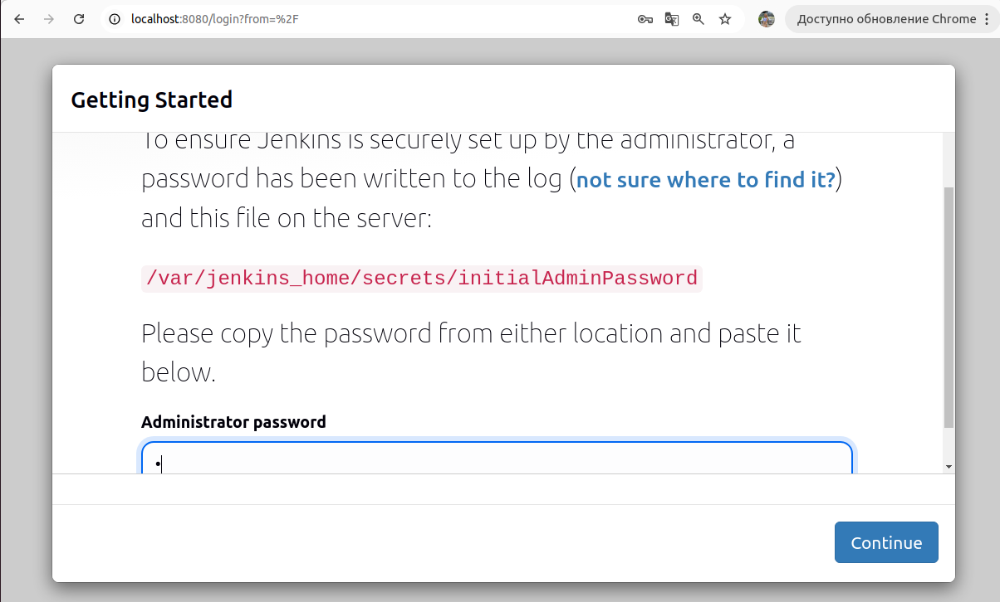 localhost:8080/login?from=%2F
Доступно обновление Chrome
Getting Started
To ensure Jenkins is securely set up by the administrator, a
password has been written to the log (not sure where to find it?)
and this file on the server:
/var/jenkins_home/secrets/initialAdminPassword
Please copy the password from either location and paste it
below.
Administrator password
•
Continue